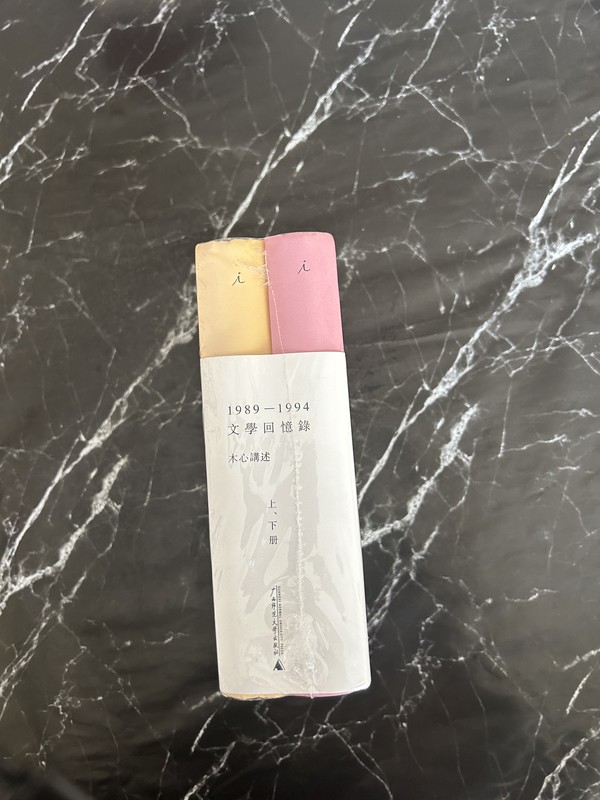 i
i
1989—1994
文學回憶錄
木心講述
上、下册
广西师范大学出版社